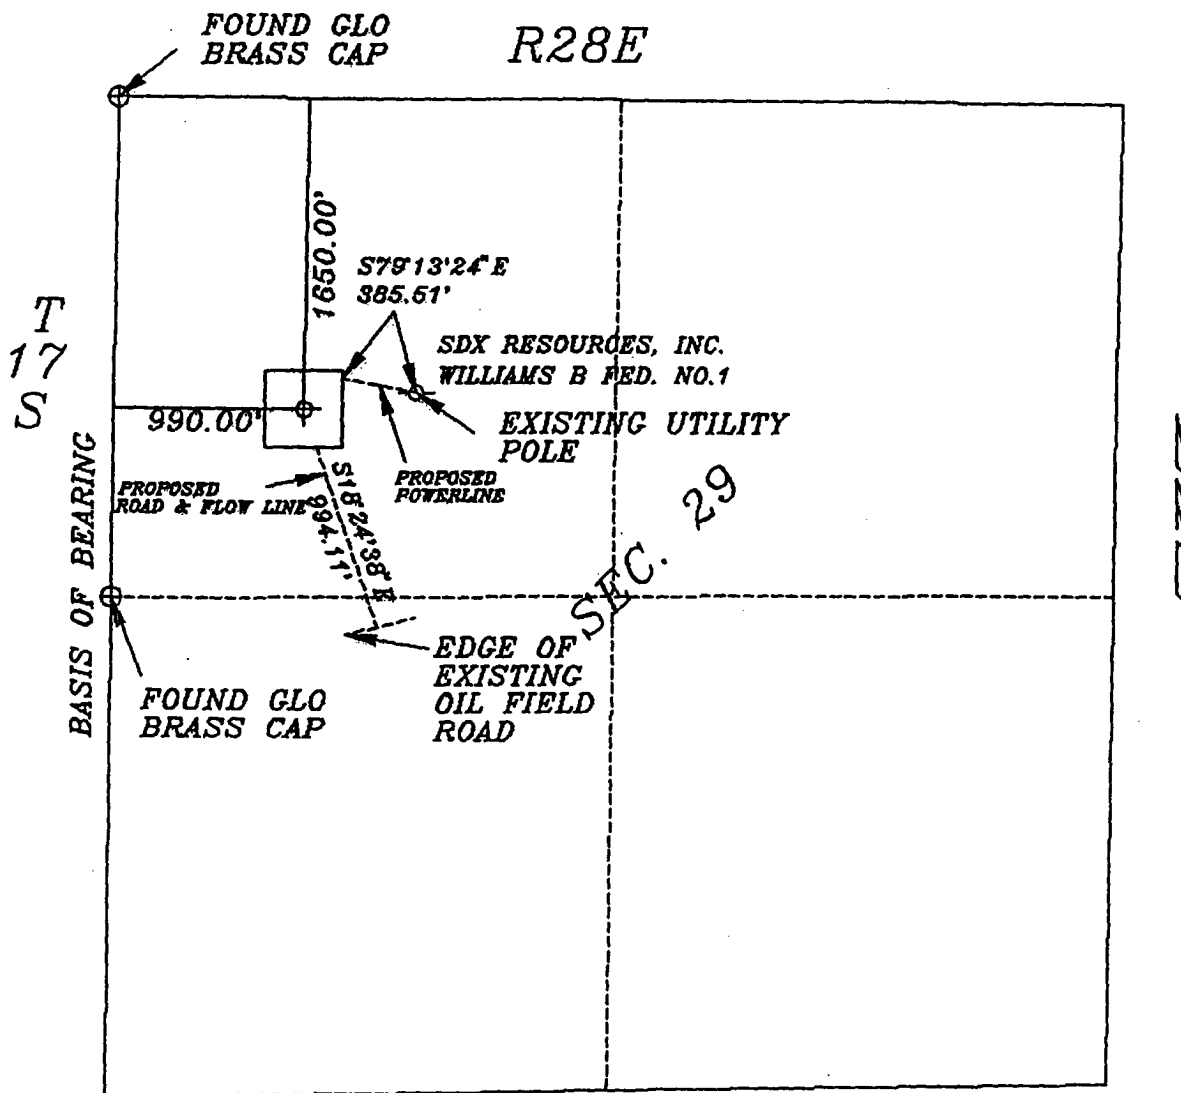 FOUND GLO
BRASS CAP
R28E
1650.00'
S79°13'24"E
385.61'
T
17
S
SDX RESOURCES, INC.
WILLIAMS B FED. NO.1
990.00'
EXISTING UTILITY
POLE
PROPOSED
POWERLINE
PROPOSED
ROAD & FLOW LINE
S18°24'38"E
994.11'
BASIS OF BEARING
SEC. 29
EDGE OF
EXISTING
OIL FIELD
ROAD
FOUND GLO
BRASS CAP